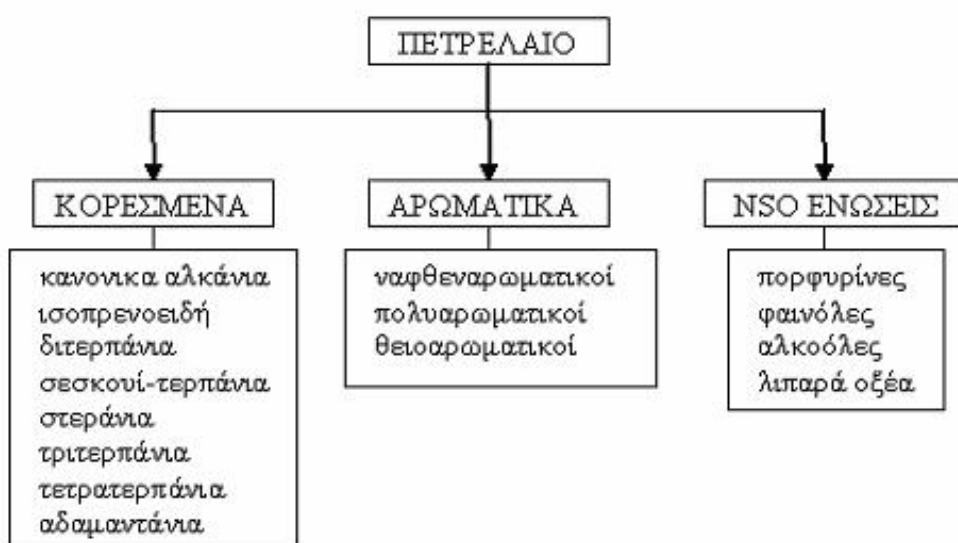 ΠΕΤΡΕΛΑΙΟ
ΚΟΡΕΣΜΕΝΑ
κανονικα αλκάνια
ισοπρενοειδή
διτερπάνια
σεσκουί-τερπάνια
στεράνια
τριτερπάνια
τετρατερπάνια
αδαμαντάνια
ΑΡΩΜΑΤΙΚΑ
ναφθεναρωματικοί
πολυαρωματικοί
θειοαρωματικοί
NSO ΕΝΩΣΕΙΣ
πορφυρίνες
φαινόλες
αλκοόλες
λιπαρά οξέα